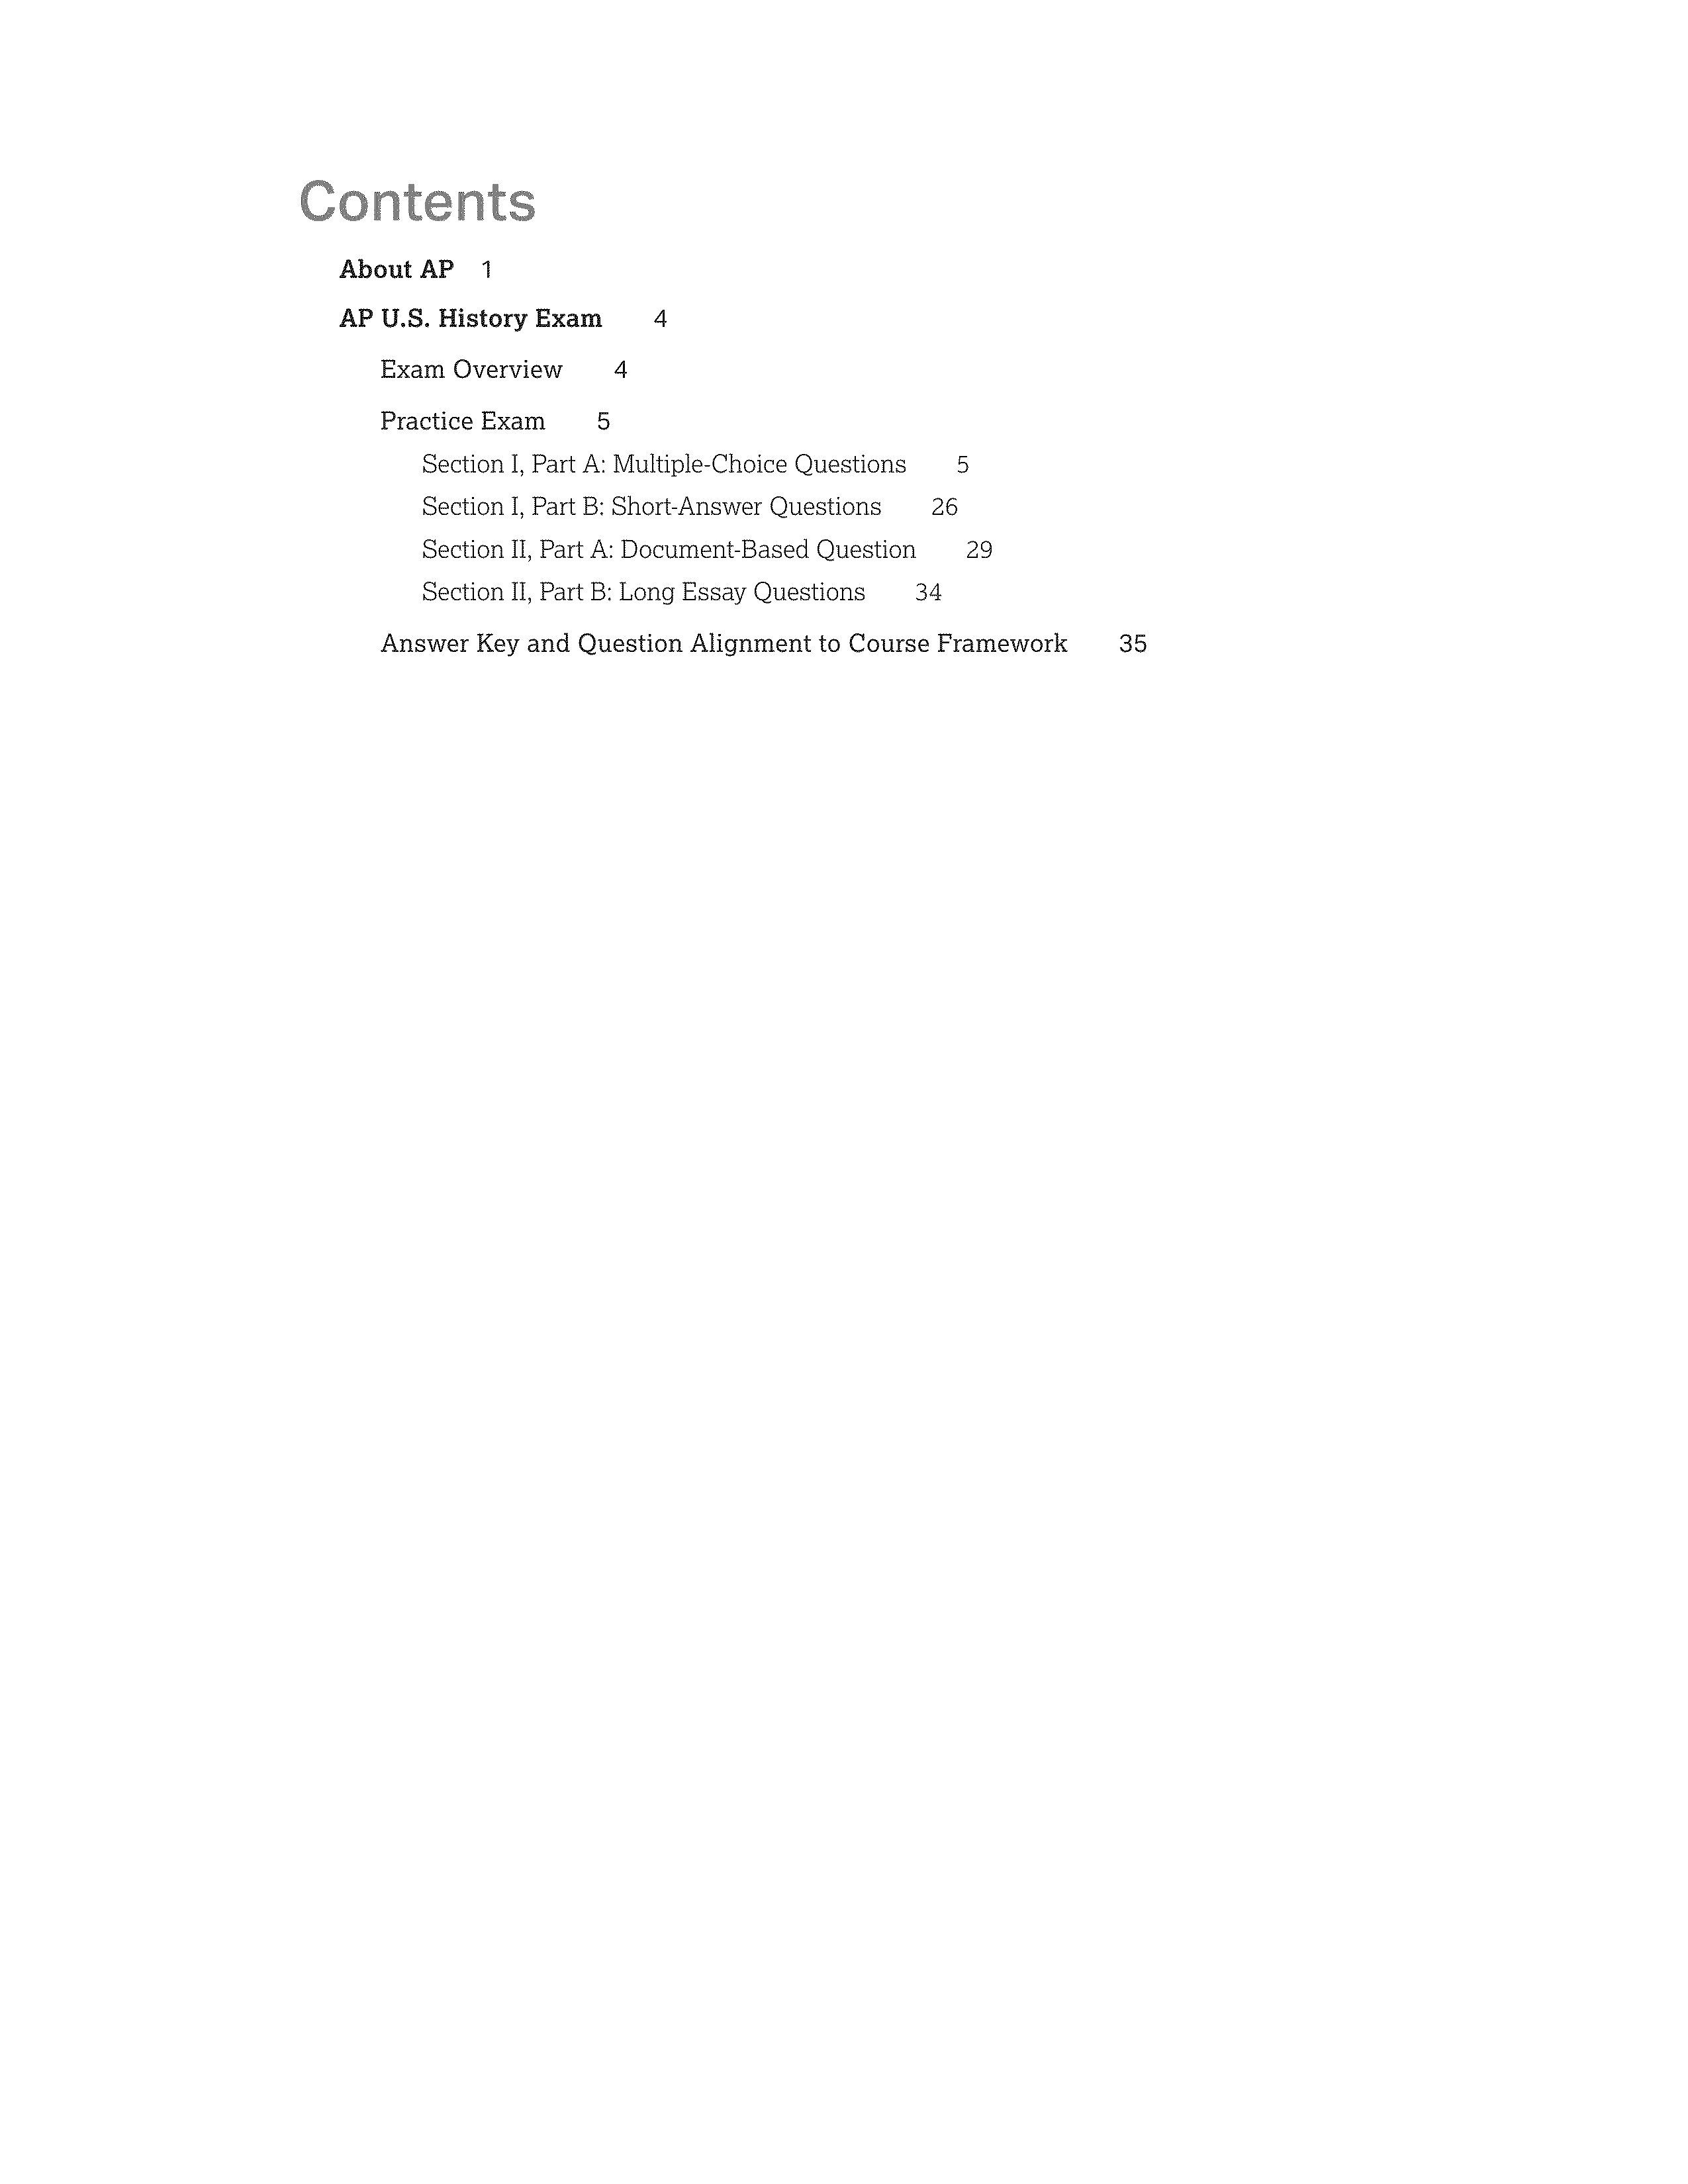 Contents
About AP 1
AP U.S. History Exam 4
Exam Overview 4
Practice Exam 5
Section I, Part A: Multiple-Choice Questions 5
Section I, Part B: Short-Answer Questions 26
Section II, Part A: Document-Based Question 29
Section II, Part B: Long Essay Questions 34
Answer Key and Question Alignment to Course Framework 35